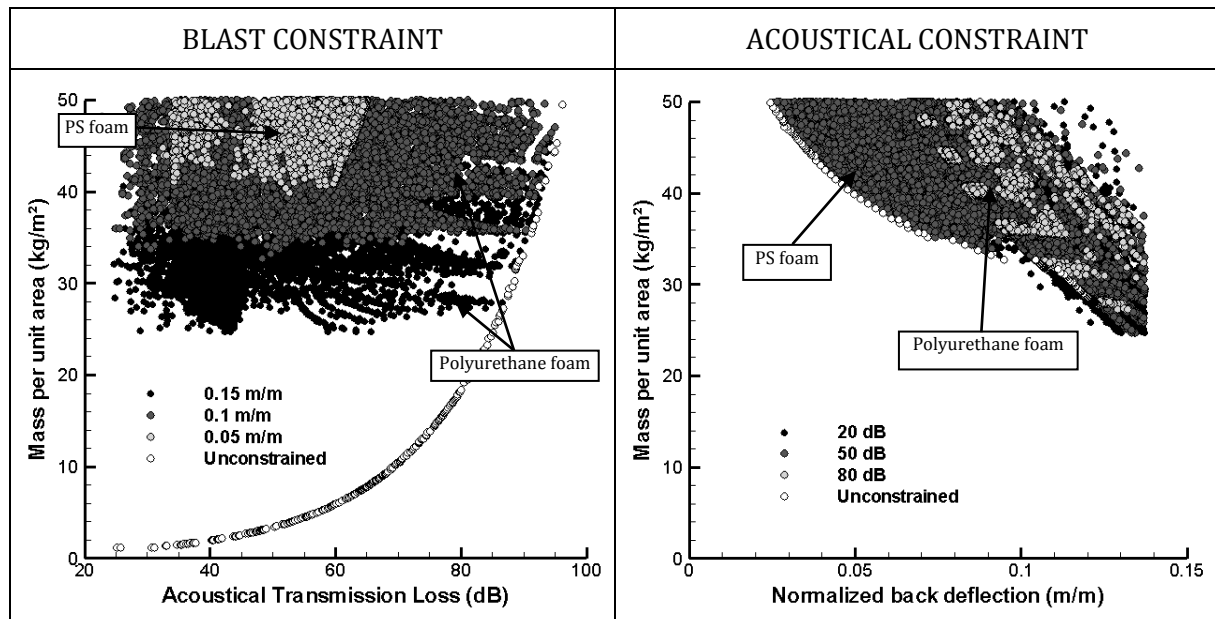 BLAST CONSTRAINT
ACOUSTICAL CONSTRAINT
Mass per unit area (kg/m²)
50
40
30
20
10
0
PS foam
Polyurethane foam
0.15 m/m
0.1 m/m
0.05 m/m
Unconstrained
20
40
60
80
100
Acoustical Transmission Loss (dB)
Mass per unit area (kg/m²)
50
40
30
20
10
0
PS foam
Polyurethane foam
20 dB
50 dB
80 dB
Unconstrained
0
0.05
0.1
0.15
Normalized back deflection (m/m)